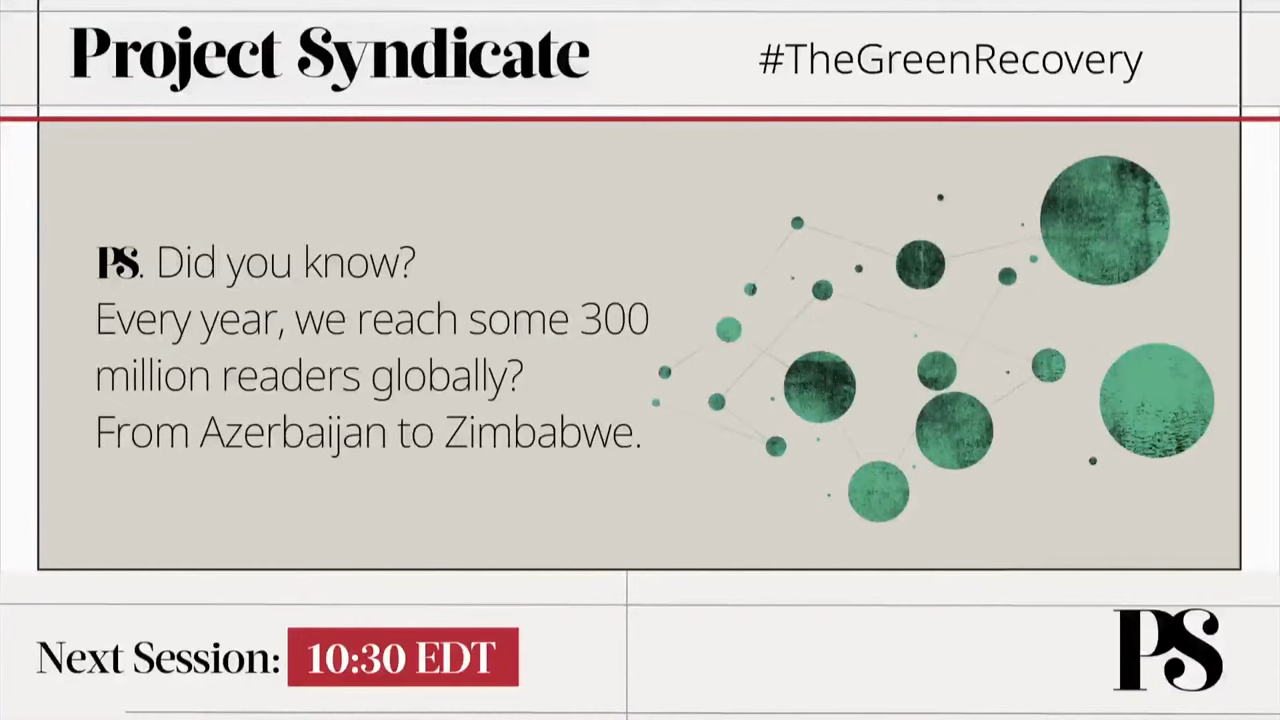 Project Syndicate
#TheGreenRecovery
PS. Did you know?
Every year, we reach some 300
million readers globally?
From Azerbaijan to Zimbabwe.
Next Session: 10:30 EDT
PS